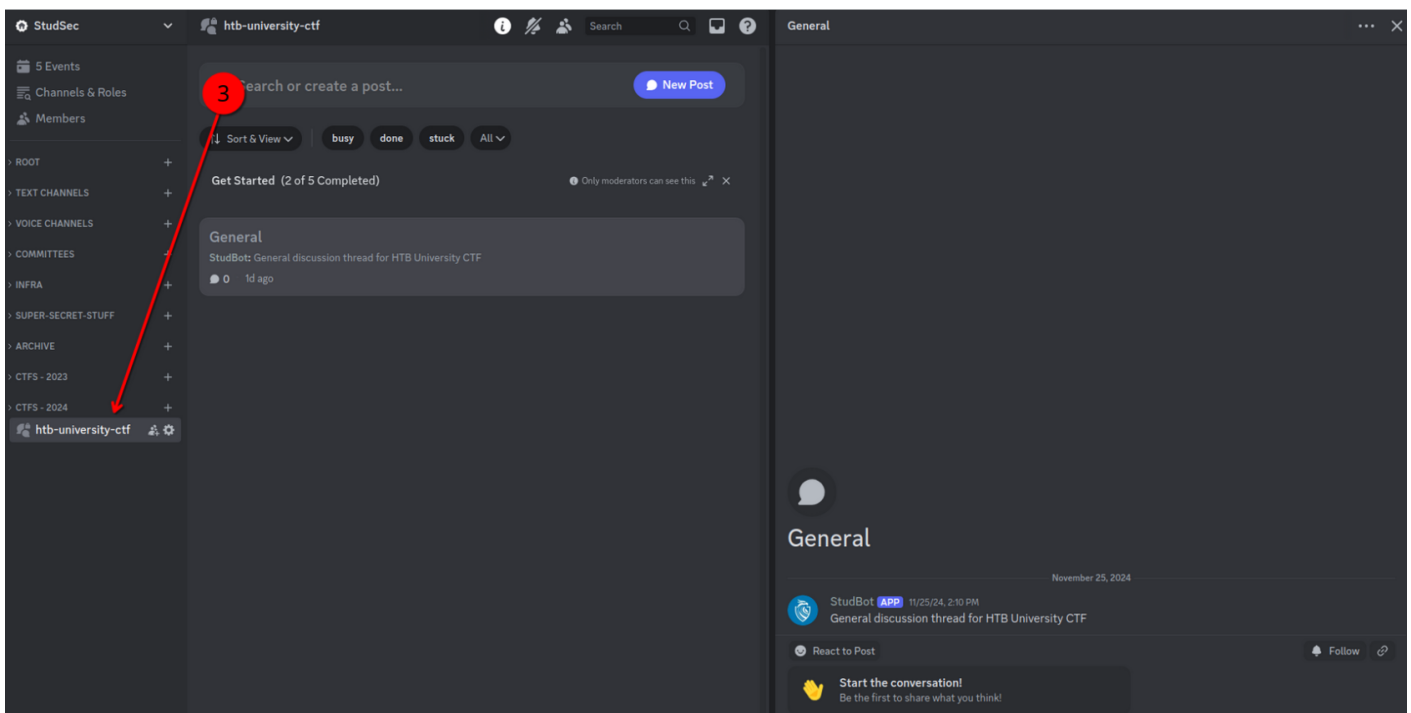 StudSec
5 Events
Channels & Roles
Members
ROOT
TEXT CHANNELS
VOICE CHANNELS
COMMITTEES
INFRA
SUPER-SECRET-STUFF
ARCHIVE
CTFS - 2023
CTFS - 2024
htb-university-ctf
htb-university-ctf
Search
3
Search or create a post...
New Post
Sort & View
busy
done
stuck
All
Get Started (2 of 5 Completed)
Only moderators can see this
General
StudBot: General discussion thread for HTB University CTF
0 1d ago
General
General
November 25, 2024
StudBot APP 11/25/24, 2:10 PM
General discussion thread for HTB University CTF
React to Post
Follow
Start the conversation!
Be the first to share what you think!